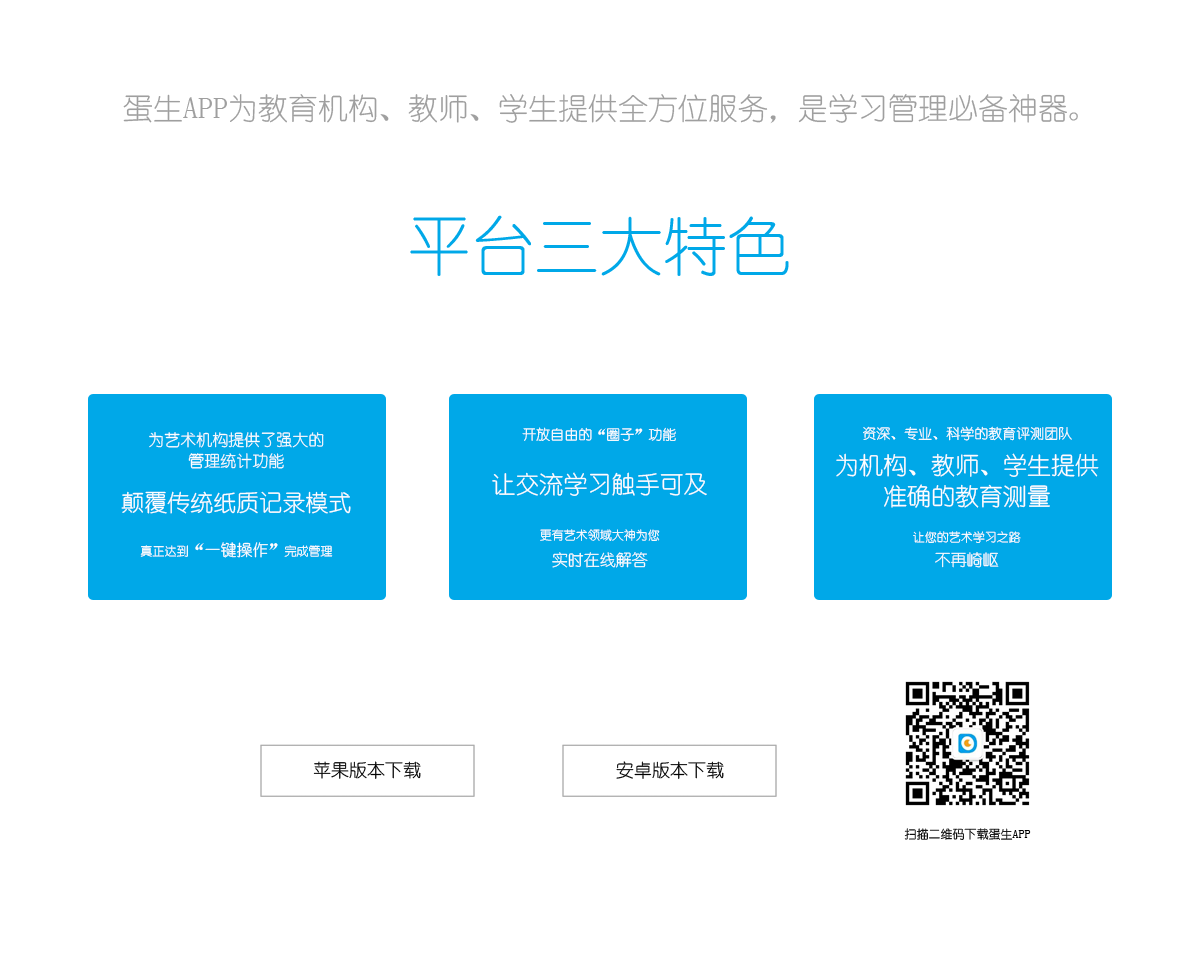 蛋生APP为教育机构、教师、学生提供全方位服务，是学习管理必备神器。
平台三大特色
为艺术机构提供了强大的
管理统计功能
颠覆传统纸质记录模式
真正达到“一键操作”完成管理
开放自由的“圈子”功能
让交流学习触手可及
更有艺术领域大神为您
实时在线解答
资深、专业、科学的教育评测团队
为机构、教师、学生提供
准确的教育测量
让您的艺术学习之路
不再崎岖
苹果版本下载
安卓版本下载
扫描二维码下载蛋生APP